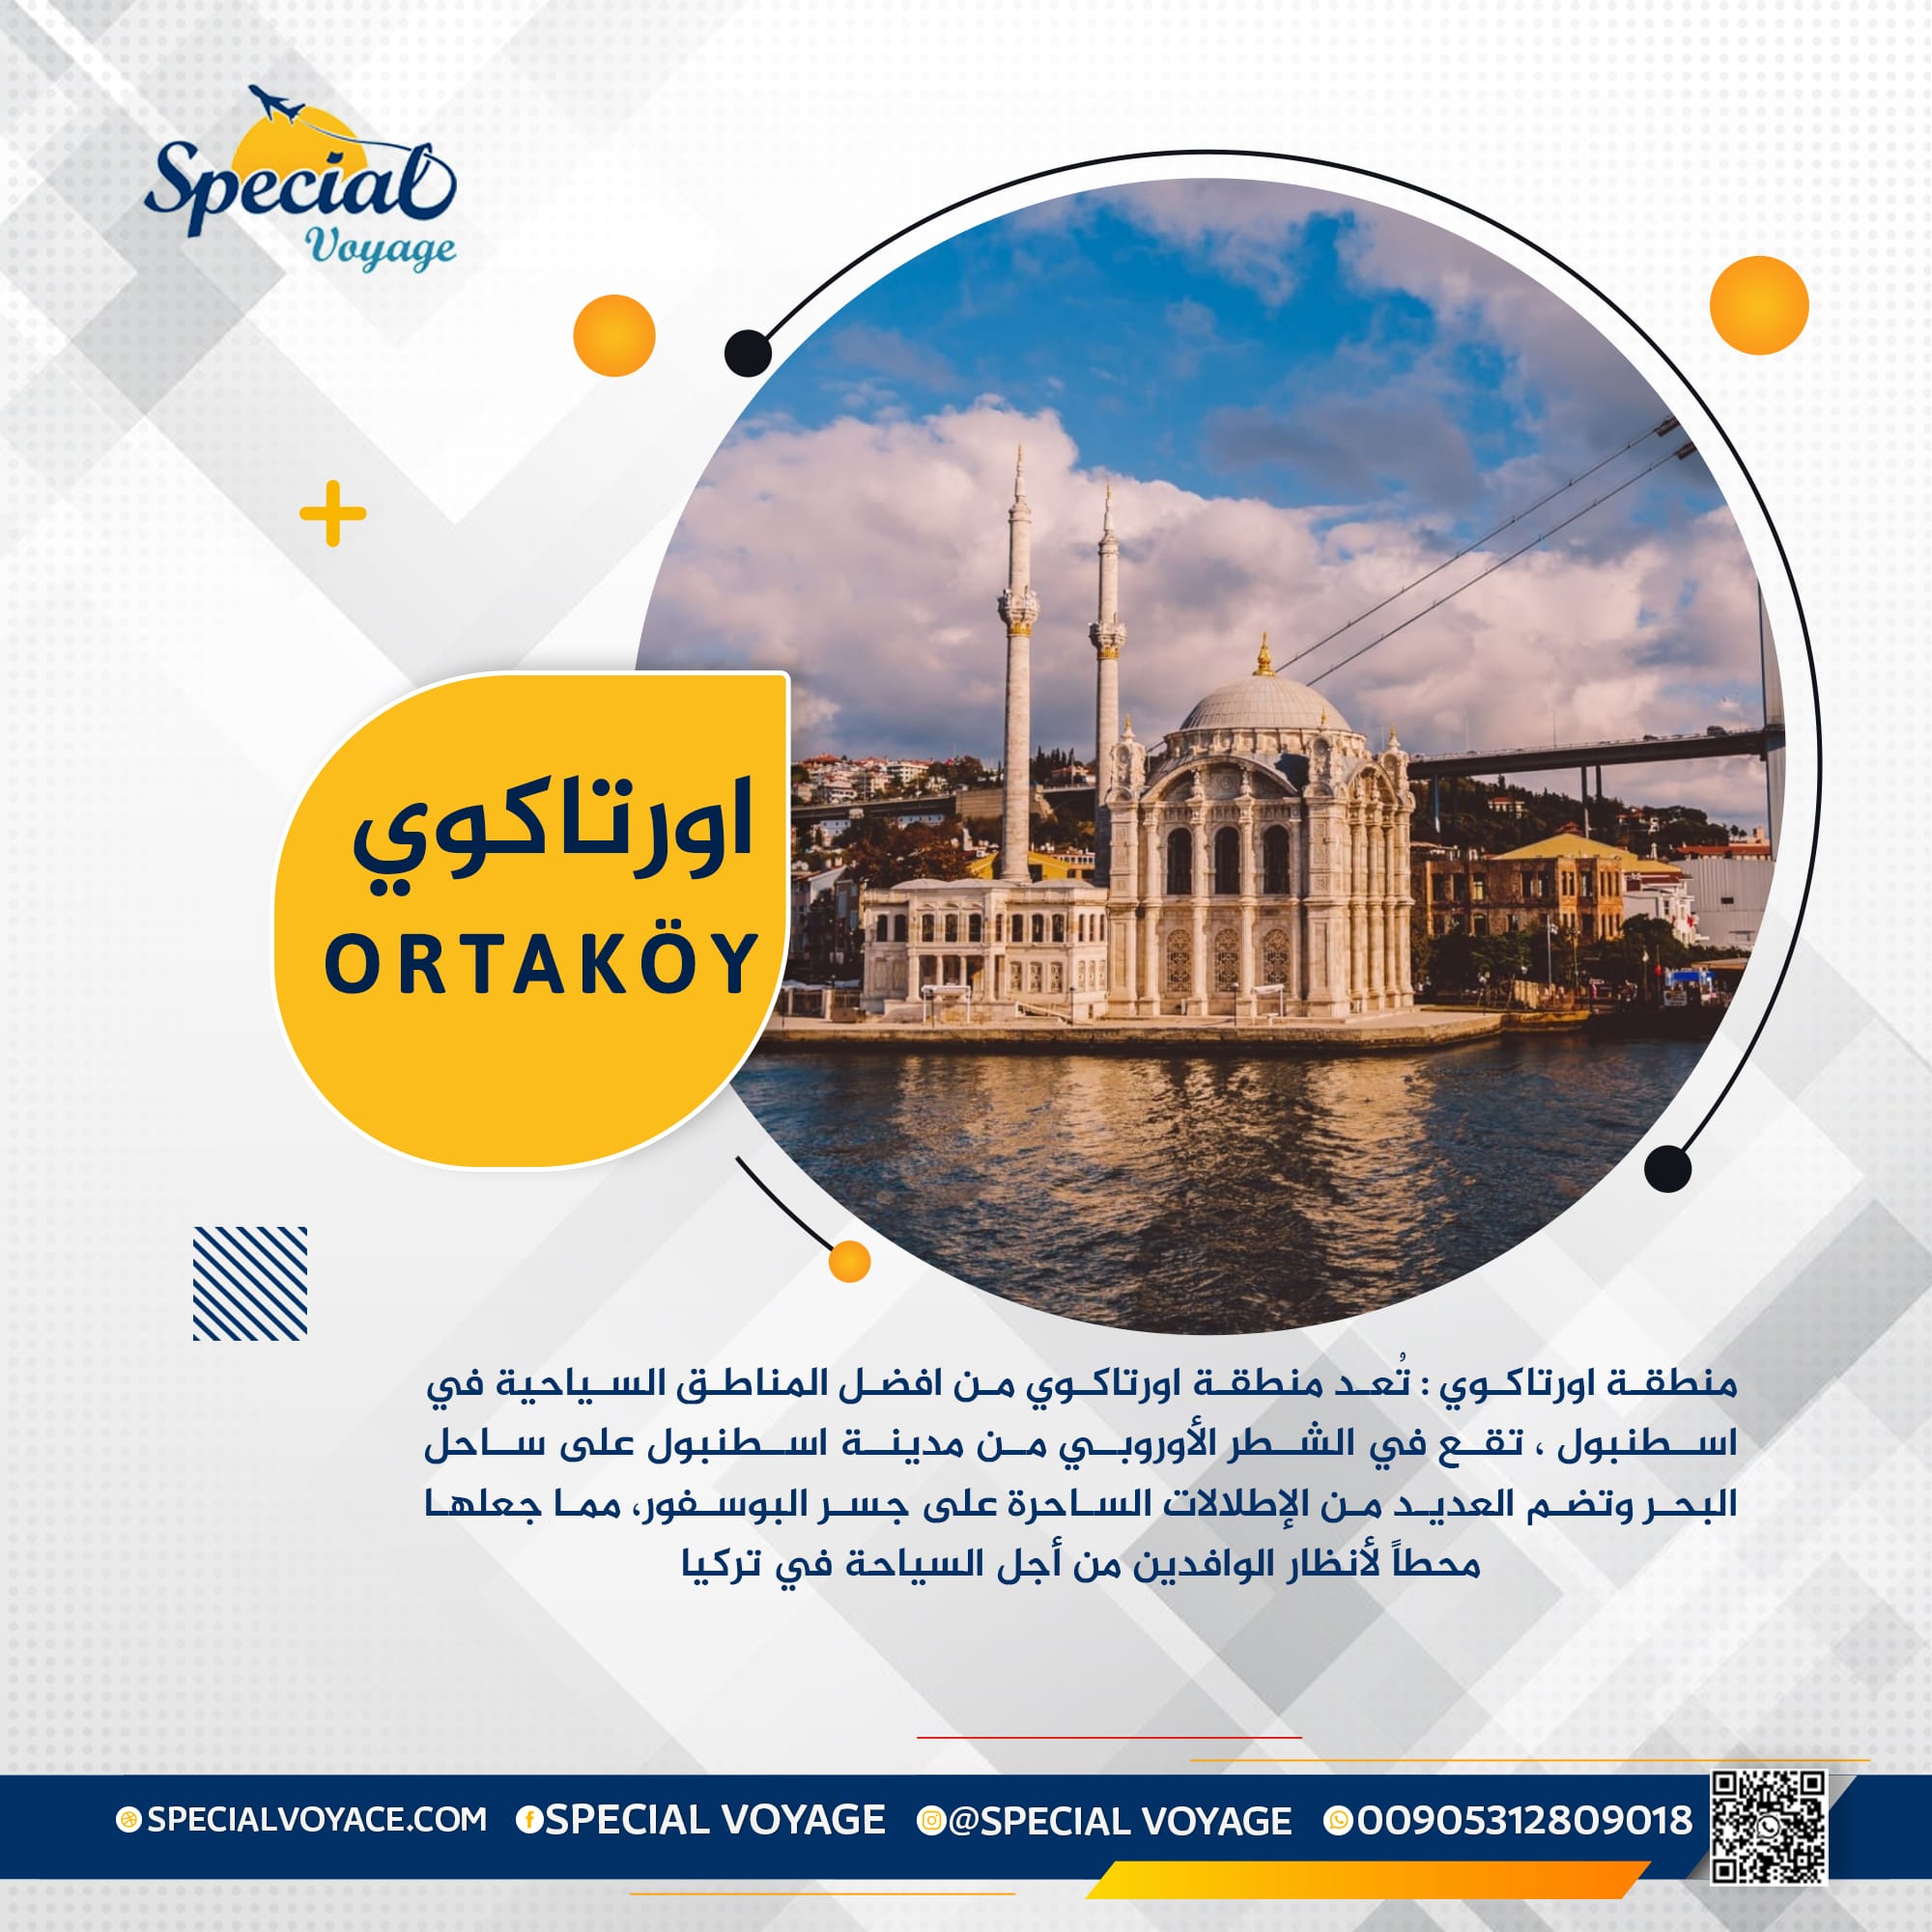 Special
Voyage
اورتاكوي
ORTAKÖY
منطقة اورتاكوي : تُعد منطقة اورتاكوي من افضل المناطق السياحية في
اسطنبول ، تقع في الشطر الأوروبي من مدينة اسطنبول على ساحل
البحر وتضم العديد من الإطلالات الساحرة على جسر البوسفور، مما جعلها
محطاً لأنظار الوافدين من أجل السياحة في تركيا
SPECIALVOYACE.COM SPECIAL VOYAGE @SPECIAL VOYAGE 00905312809018